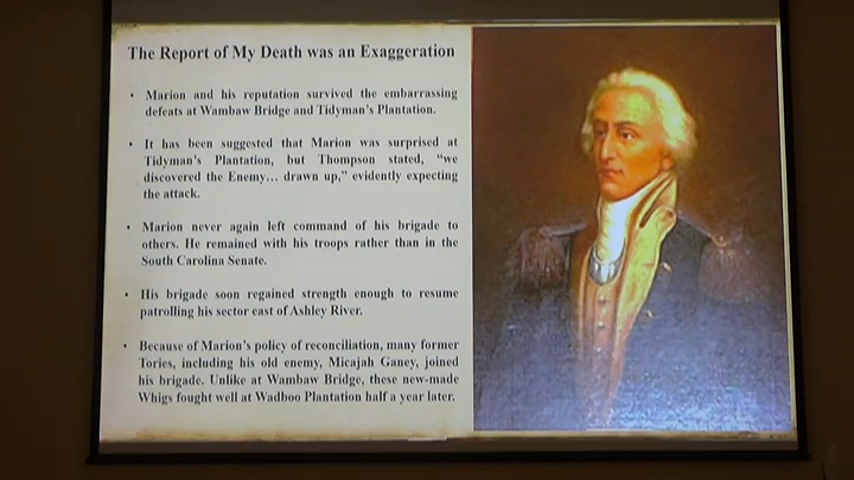 The Report of My Death was an Exaggeration
• Marion and his reputation survived the embarrassing
defeats at Wambaw Bridge and Tidyman's Plantation.
• It has been suggested that Marion was surprised at
Tidyman's Plantation, but Thompson stated, "we
discovered the Enemy… drawn up," evidently expecting
the attack.
• Marion never again left command of his brigade to
others. He remained with his troops rather than in the
South Carolina Senate.
• His brigade soon regained strength enough to resume
patrolling his sector east of Ashley River.
• Because of Marion's policy of reconciliation, many former
Tories, including his old enemy, Micajah Ganey, joined
his brigade. Unlike at Wambaw Bridge, these new-made
Whigs fought well at Wadboo Plantation half a year later.